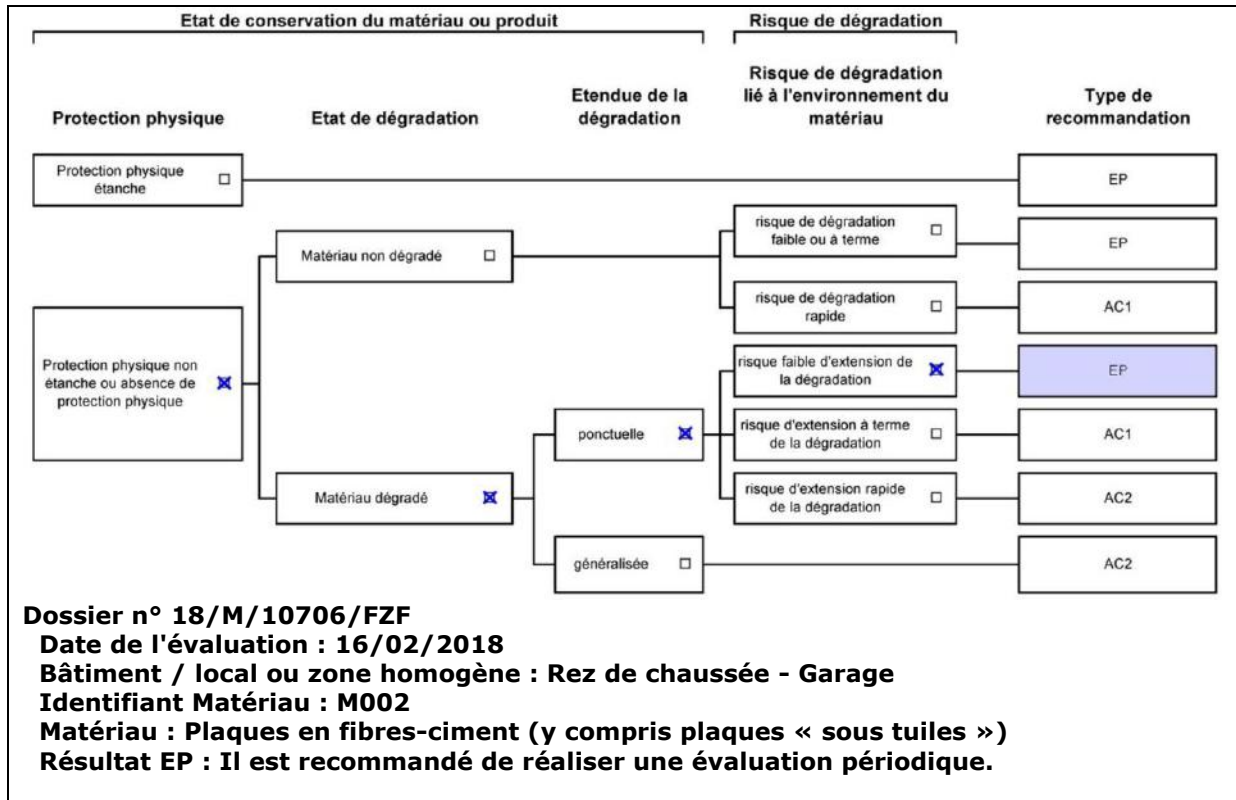 Etat de conservation du matériau ou produit
Risque de dégradation
Protection physique
Etat de dégradation
Etendue de la
dégradation
Risque de dégradation
lié à l'environnement du
matériau
Type de
recommandation
Protection physique
étanche
EP
Matériau non dégradé
risque de dégradation
faible ou à terme
EP
risque de dégradation
rapide
AC1
Protection physique non
étanche ou absence de
protection physique
risque faible d'extension de
la dégradation
EP
ponctuelle
risque d'extension à terme
de la dégradation
AC1
Matériau dégradé
risque d'extension rapide
de la dégradation
AC2
généralisée
AC2
Dossier n° 18/M/10706/FZF
Date de l'évaluation : 16/02/2018
Bâtiment / local ou zone homogène : Rez de chaussée - Garage
Identifiant Matériau : M002
Matériau : Plaques en fibres-ciment (y compris plaques « sous tuiles »)
Résultat EP : Il est recommandé de réaliser une évaluation périodique.